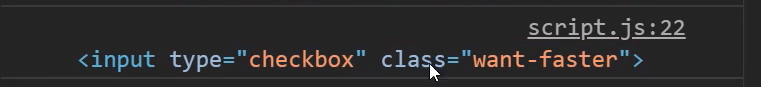 script.js:22
<input type="checkbox" class="want-faster">